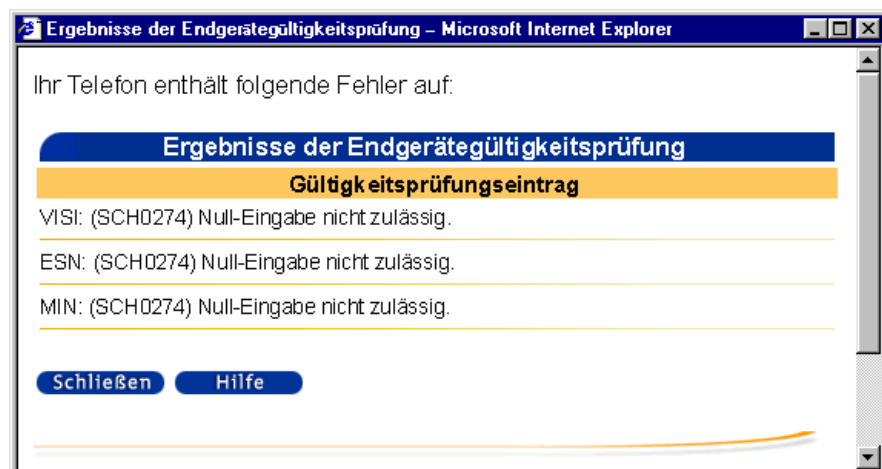 Ergebnisse der Endgerätegültigkeitsprüfung – Microsoft Internet Explorer
Ihr Telefon enthält folgende Fehler auf:
Ergebnisse der Endgerätegültigkeitsprüfung
Gültigkeitsprüfungseintrag
VISI: (SCH0274) Null-Eingabe nicht zulässig.
ESN: (SCH0274) Null-Eingabe nicht zulässig.
MIN: (SCH0274) Null-Eingabe nicht zulässig.
Schließen Hilfe